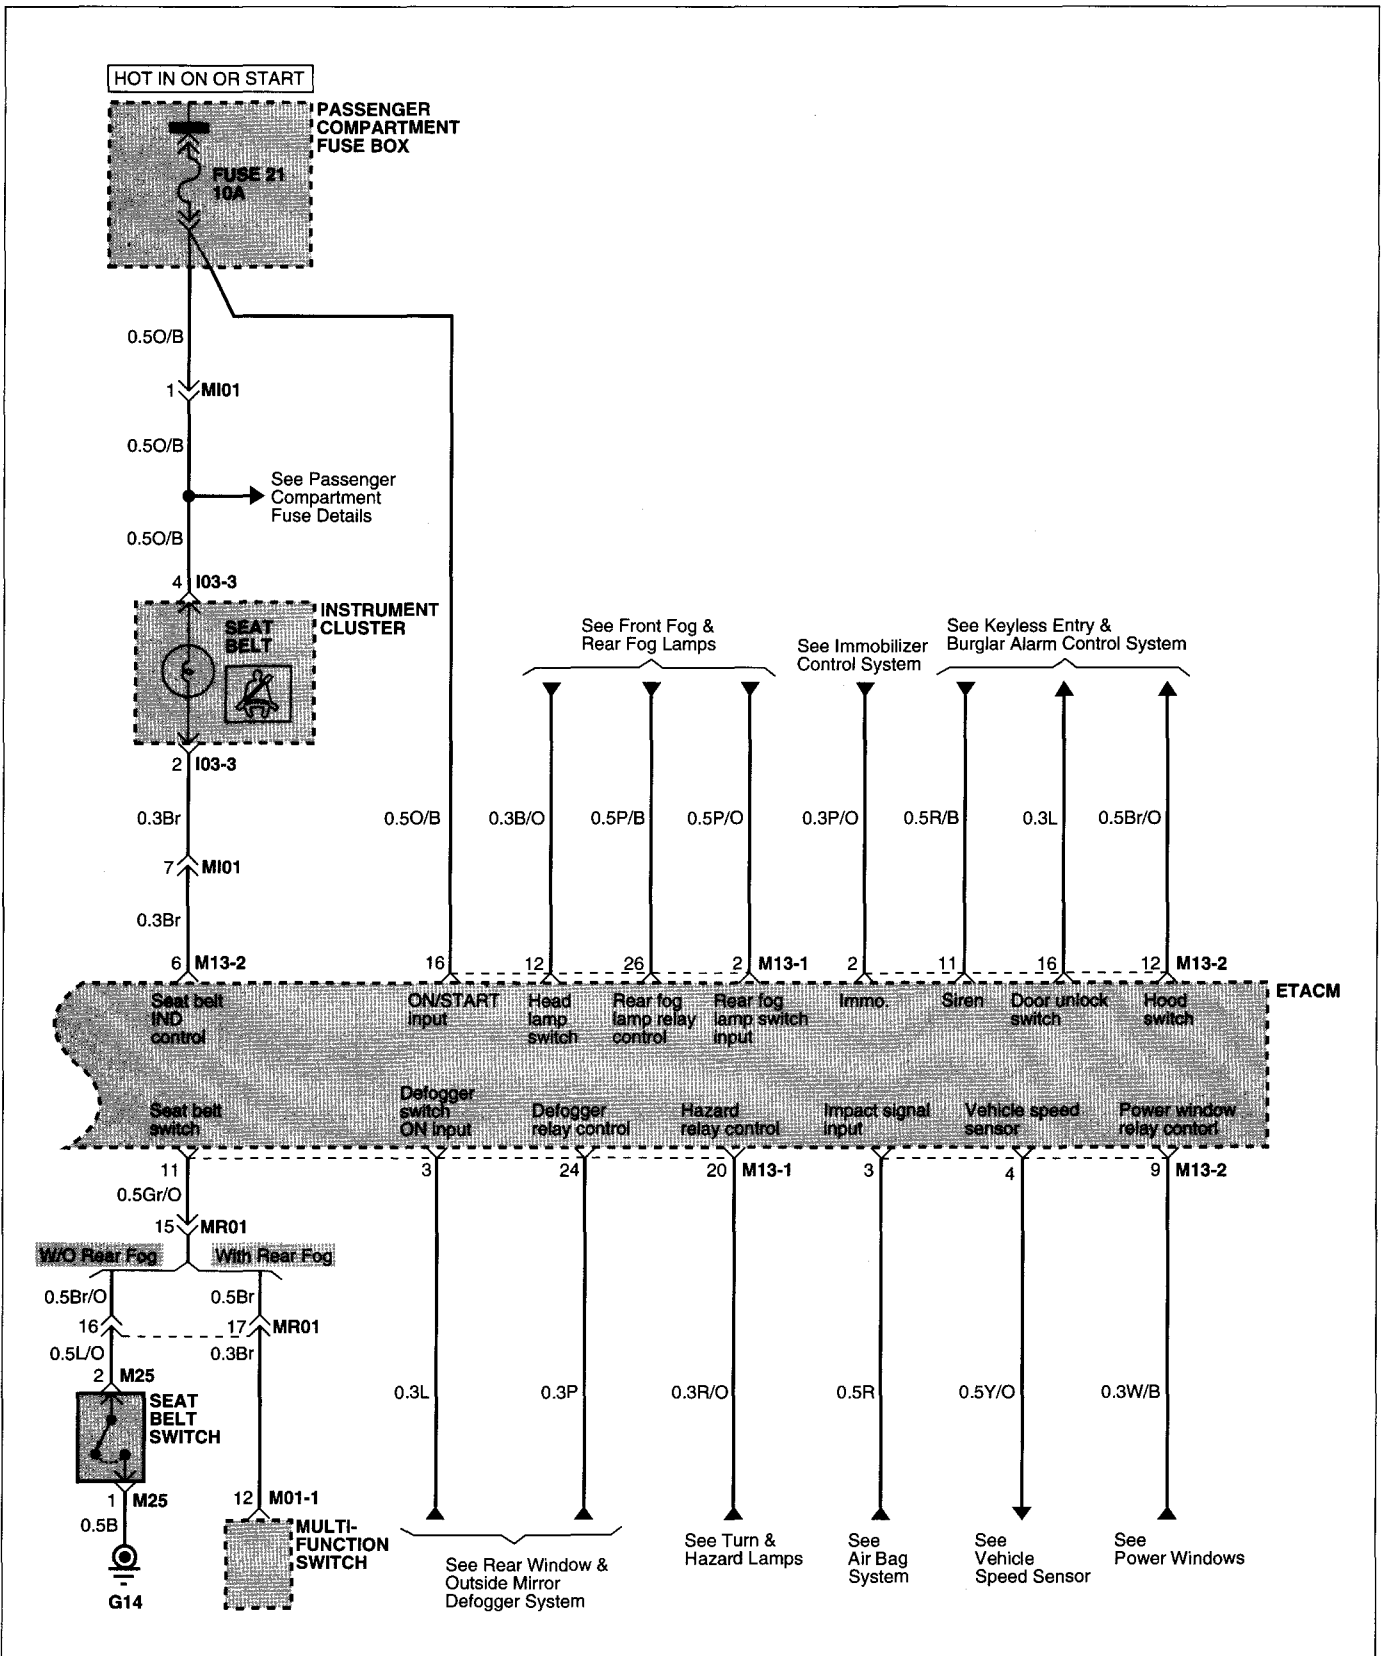 HOT IN ON OR START
PASSENGER
COMPARTMENT
FUSE BOX
FUSE 21
10A
0.5O/B
1 MI01
0.5O/B
See Passenger
Compartment
Fuse Details
0.5O/B
4 I03-3
INSTRUMENT
CLUSTER
SEAT
BELT
2 I03-3
0.3Br
7 MI01
0.3Br
6 M13-2
See Front Fog &
Rear Fog Lamps
See Immobilizer
Control System
See Keyless Entry &
Burglar Alarm Control System
0.5O/B
0.3B/O
0.5P/B
0.5P/O
0.3P/O
0.5R/B
0.3L
0.5Br/O
16
12
26
2 M13-1
2
11
16
12 M13-2
ETACM
Seat belt
IND
control
ON/START
input
Head
lamp
switch
Rear fog
lamp relay
control
Rear fog
lamp switch
input
Immo.
Siren
Door unlock
switch
Hood
switch
Seat belt
switch
Defogger
switch
ON input
Defogger
relay control
Hazard
relay control
Impact signal
input
Vehicle speed
sensor
Power window
relay contorl
11
3
24
20 M13-1
3
4
9 M13-2
0.5Gr/O
15 MR01
W/O Rear Fog
With Rear Fog
0.5Br/O
0.5Br
16
17 MR01
0.5L/O
0.3Br
2 M25
SEAT
BELT
SWITCH
1 M25
0.5B
G14
12 M01-1
MULTI-
FUNCTION
SWITCH
0.3L
0.3P
0.3R/O
0.5R
0.5Y/O
0.3W/B
See Rear Window &
Outside Mirror
Defogger System
See Turn &
Hazard Lamps
See
Air Bag
System
See
Vehicle
Speed Sensor
See
Power Windows